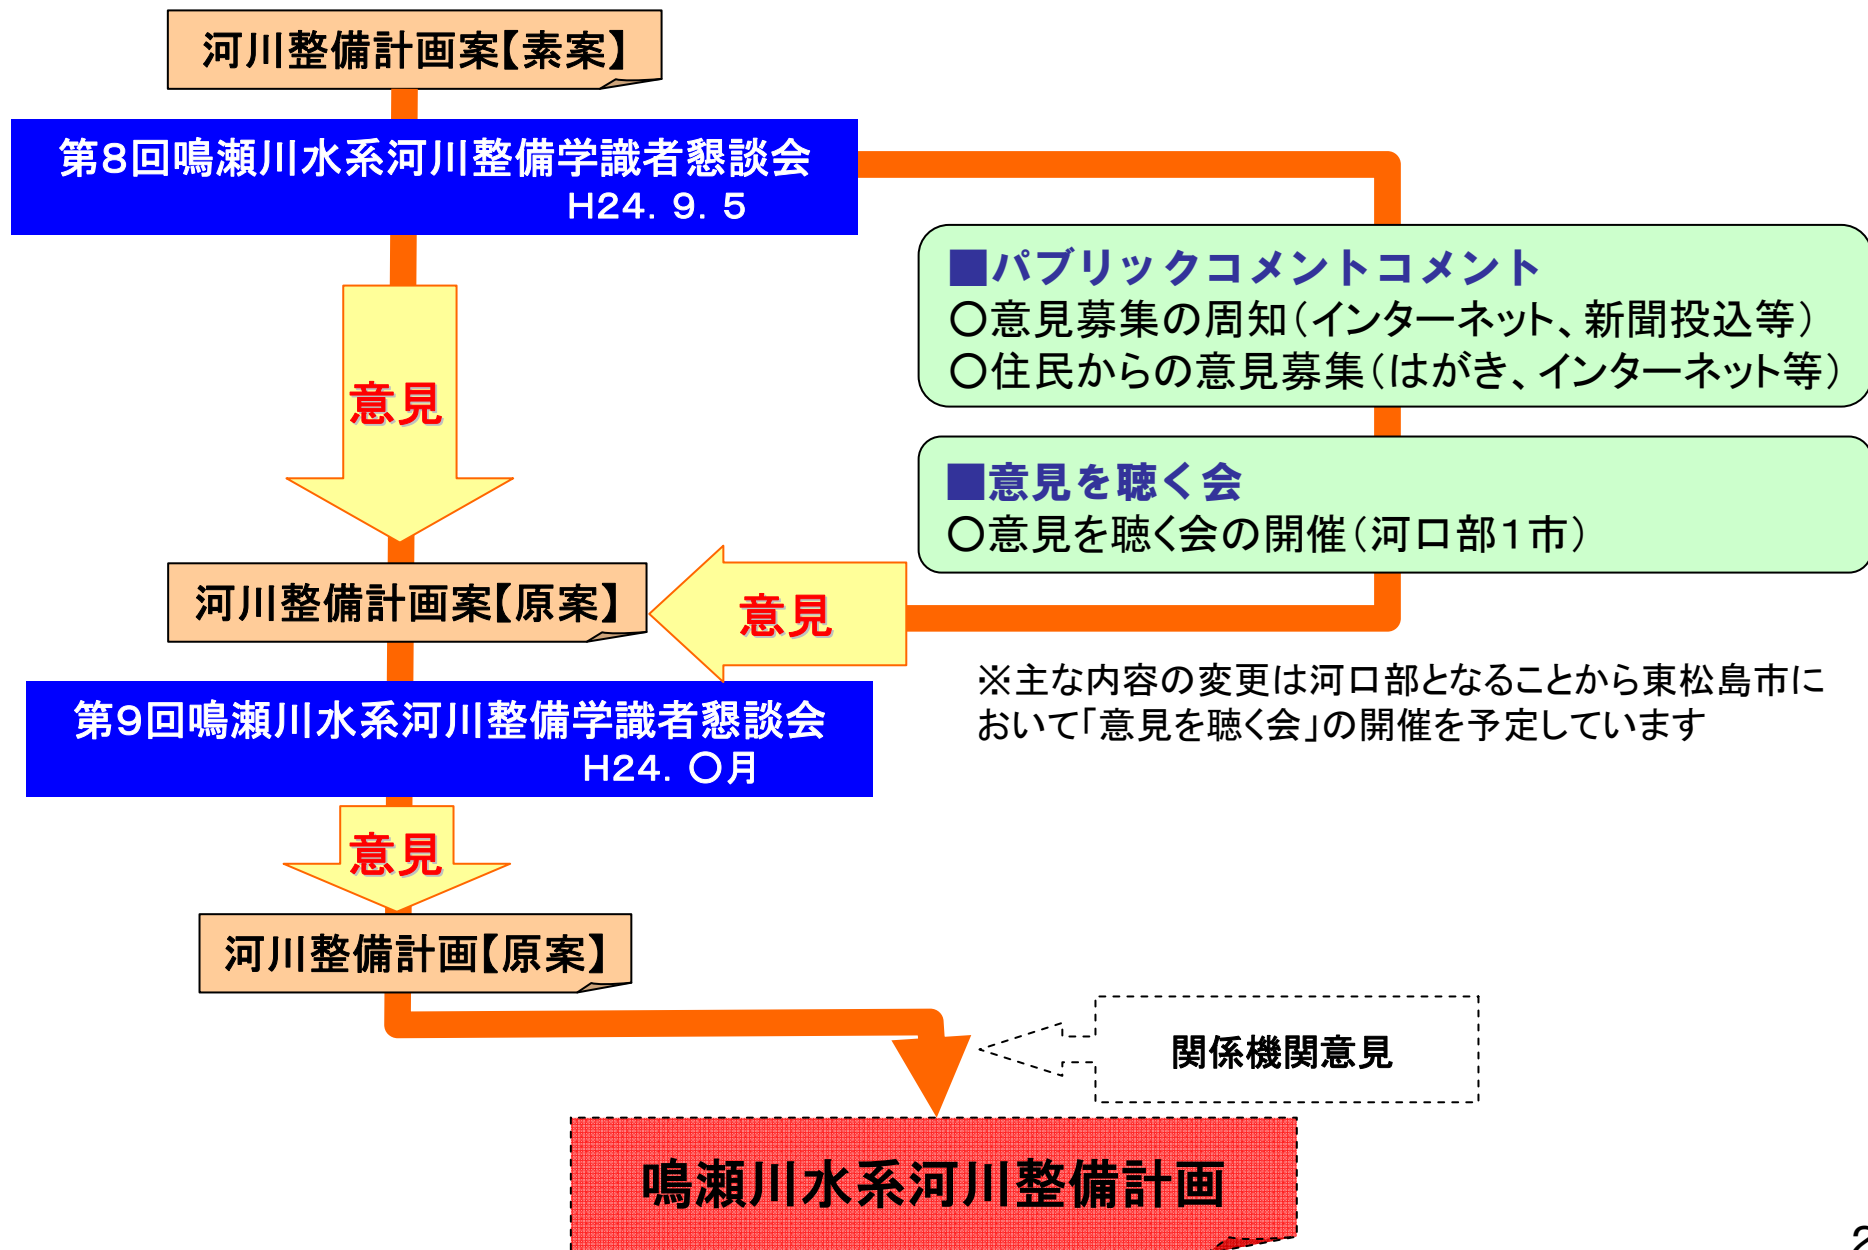 河川整備計画案【素案】
第8回鳴瀬川水系河川整備学識者懇談会
H24．9．5
■パブリックコメントコメント
○意見募集の周知（インターネット、新聞投込等）
○住民からの意見募集（はがき、インターネット等）
意見
■意見を聴く会
○意見を聴く会の開催（河口部１市）
河川整備計画案【原案】
意見
※主な内容の変更は河口部となることから東松島市に
おいて「意見を聴く会」の開催を予定しています
第9回鳴瀬川水系河川整備学識者懇談会
H24．○月
意見
河川整備計画【原案】
関係機関意見
鳴瀬川水系河川整備計画
2